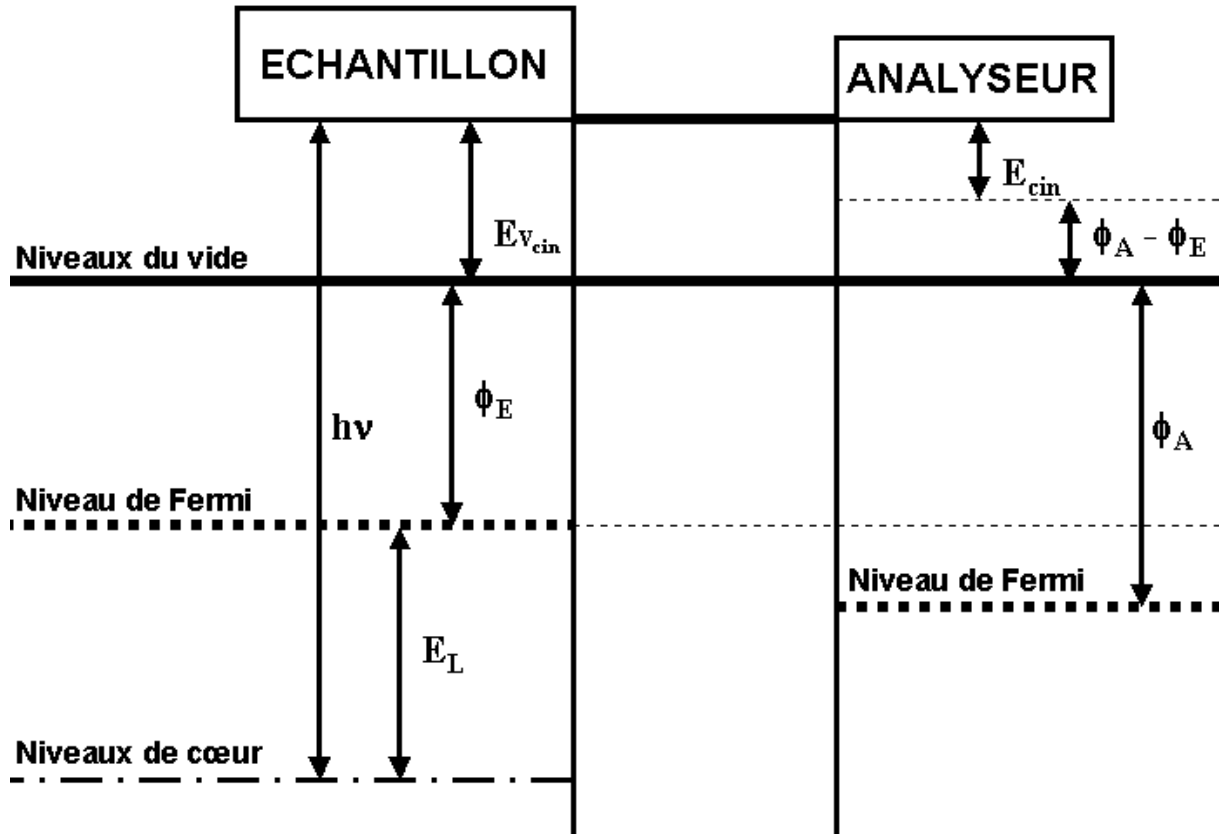 ECHANTILLON
ANALYSEUR
E_cin
E_Vcin
ϕ_A - ϕ_E
Niveaux du vide
ϕ_E
hν
ϕ_A
Niveau de Fermi
Niveau de Fermi
E_L
Niveaux de cœur